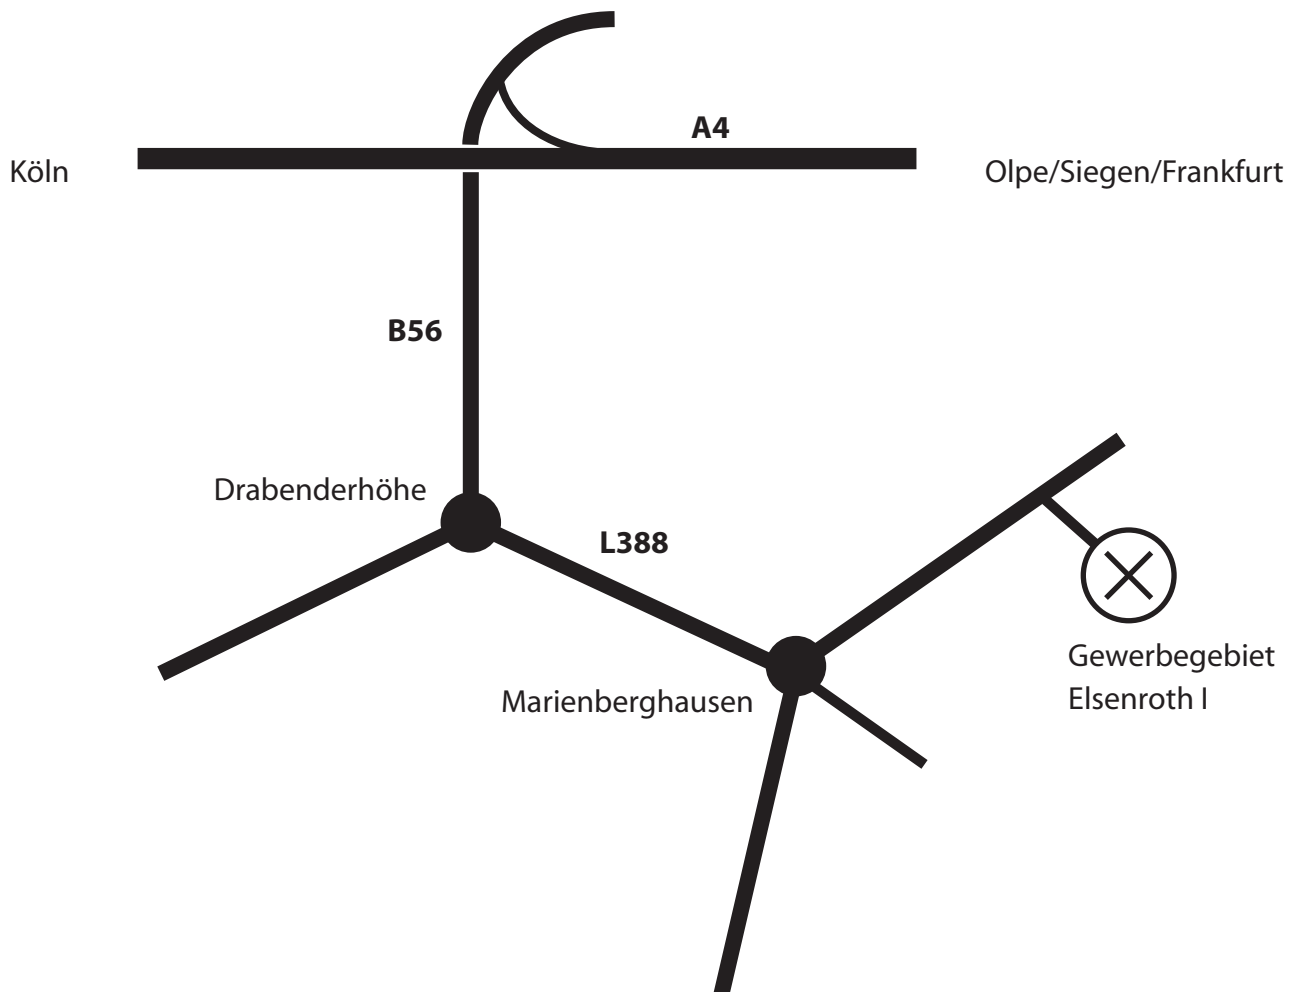 A4
Köln
Olpe/Siegen/Frankfurt
B56
Drabenderhöhe
L388
Gewerbegebiet
Elsenroth I
Marienberghausen